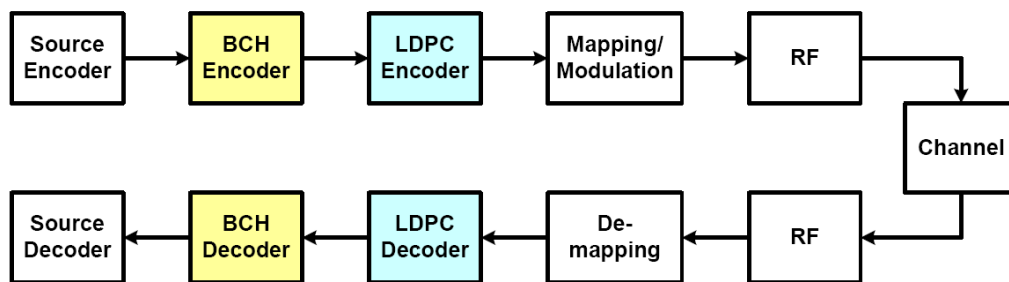 Source
Encoder
BCH
Encoder
LDPC
Encoder
Mapping/
Modulation
RF
Channel
Source
Decoder
BCH
Decoder
LDPC
Decoder
De-
mapping
RF